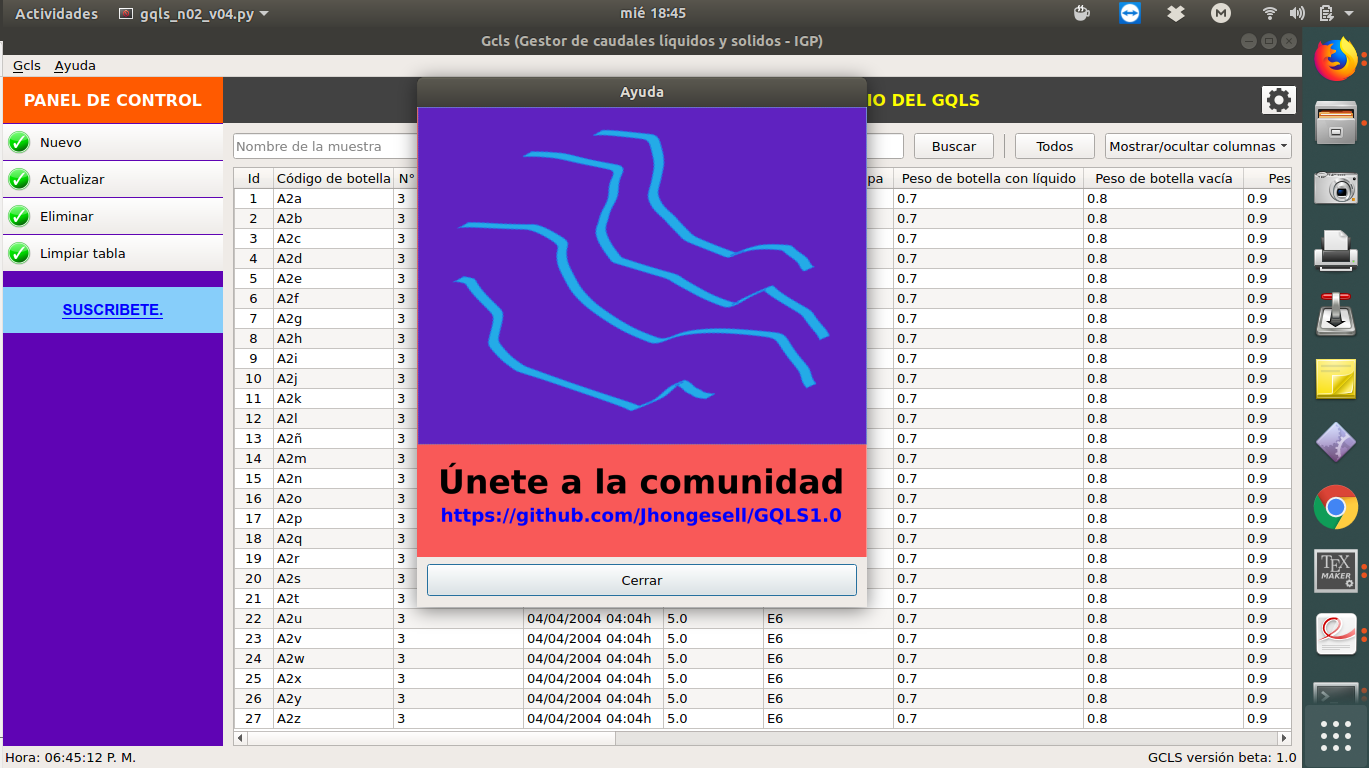 Actividades gqls_n02_v04.py mié 18:45 M
Gcls (Gestor de caudales líquidos y solidos - IGP)
Gcls Ayuda
PANEL DE CONTROL
Nuevo
Actualizar
Eliminar
Limpiar tabla
SUSCRIBETE.
IO DEL GQLS
Nombre de la muestra Buscar Todos Mostrar/ocultar columnas
Id Código de botella N° pa Peso de botella con líquido Peso de botella vacía Pes
1 A2a 3 0.7 0.8 0.9
2 A2b 3 0.7 0.8 0.9
3 A2c 3 0.7 0.8 0.9
4 A2d 3 0.7 0.8 0.9
5 A2e 3 0.7 0.8 0.9
6 A2f 3 0.7 0.8 0.9
7 A2g 3 0.7 0.8 0.9
8 A2h 3 0.7 0.8 0.9
9 A2i 3 0.7 0.8 0.9
10 A2j 3 0.7 0.8 0.9
11 A2k 3 0.7 0.8 0.9
12 A2l 3 0.7 0.8 0.9
13 A2ñ 3 0.7 0.8 0.9
14 A2m 3 0.7 0.8 0.9
15 A2n 3 0.7 0.8 0.9
16 A2o 3 0.7 0.8 0.9
17 A2p 3 0.7 0.8 0.9
18 A2q 3 0.7 0.8 0.9
19 A2r 3 0.7 0.8 0.9
20 A2s 3 0.7 0.8 0.9
21 A2t 3 0.7 0.8 0.9
22 A2u 3 04/04/2004 04:04h 5.0 E6 0.7 0.8 0.9
23 A2v 3 04/04/2004 04:04h 5.0 E6 0.7 0.8 0.9
24 A2w 3 04/04/2004 04:04h 5.0 E6 0.7 0.8 0.9
25 A2x 3 04/04/2004 04:04h 5.0 E6 0.7 0.8 0.9
26 A2y 3 04/04/2004 04:04h 5.0 E6 0.7 0.8 0.9
27 A2z 3 04/04/2004 04:04h 5.0 E6 0.7 0.8 0.9
Ayuda
Únete a la comunidad
https://github.com/Jhongesell/GQLS1.0
Cerrar
TEX
MAKER
Hora: 06:45:12 P. M. GCLS versión beta: 1.0